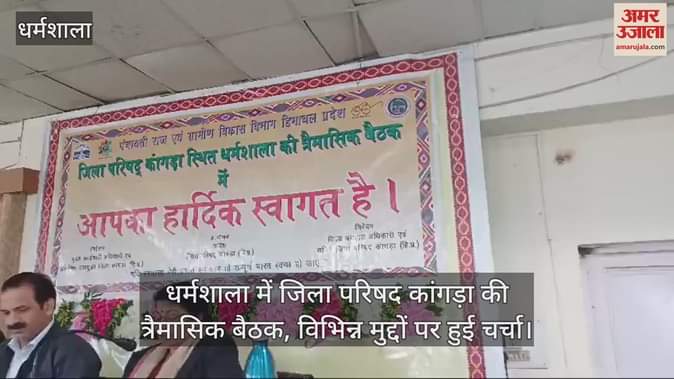 धर्मशाला
अमर
उजाला
amarujala.com
पंचायती राज एवं ग्रामीण विकास विभाग हिमाचल प्रदेश
जिला परिषद कांगड़ा स्थित धर्मशाला की त्रैमासिक बैठक
में
आपका हार्दिक स्वागत है।
धर्मशाला में जिला परिषद कांगड़ा की
त्रैमासिक बैठक, विभिन्न मुद्दों पर हुई चर्चा।